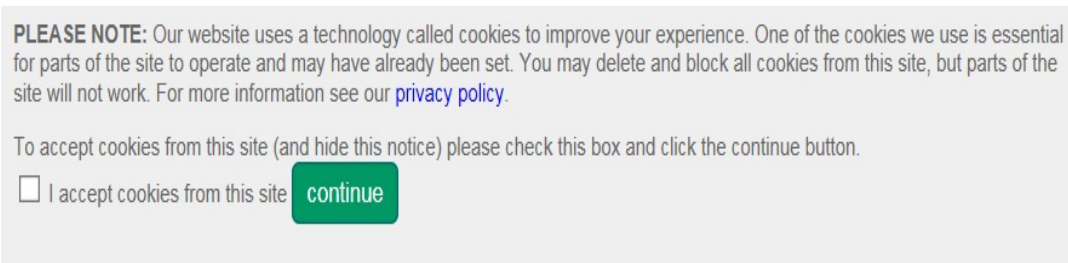 PLEASE NOTE: Our website uses a technology called cookies to improve your experience. One of the cookies we use is essential
for parts of the site to operate and may have already been set. You may delete and block all cookies from this site, but parts of the
site will not work. For more information see our privacy policy.
To accept cookies from this site (and hide this notice) please check this box and click the continue button.
I accept cookies from this site continue